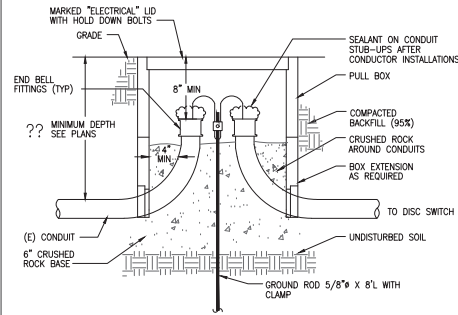 MARKED "ELECTRICAL" LID
WITH HOLD DOWN BOLTS
GRADE
SEALANT ON CONDUIT
STUB-UPS AFTER
CONDUCTOR INSTALLATIONS
8" MIN
PULL BOX
END BELL
FITTINGS (TYP)
COMPACTED
BACKFILL (95%)
?? MINIMUM DEPTH
SEE PLANS
CRUSHED ROCK
AROUND CONDUITS
4"
MIN
BOX EXTENSION
AS REQUIRED
TO DISC SWITCH
(E) CONDUIT
UNDISTURBED SOIL
6" CRUSHED
ROCK BASE
GROUND ROD 5/8"ø X 8'L WITH
CLAMP